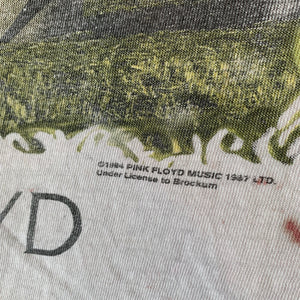 ©1994 PINK FLOYD MUSIC 1987 LTD.
Under License to Brockum
YD